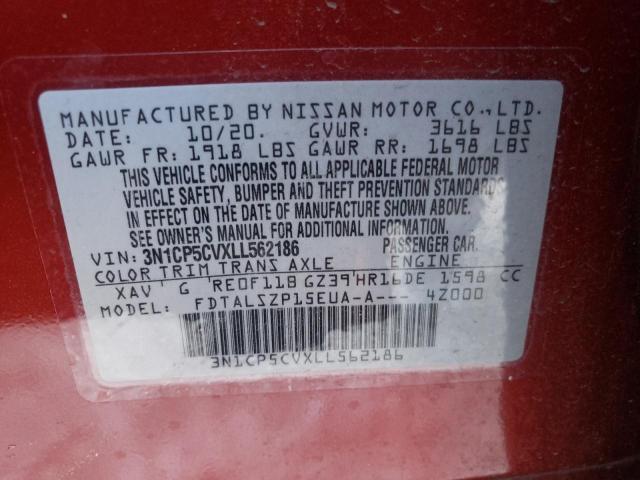 MANUFACTURED BY NISSAN MOTOR CO.,LTD.
DATE: 10/20. GVWR: 3616 LBS
GAWR FR: 1918 LBS GAWR RR: 1698 LBS
THIS VEHICLE CONFORMS TO ALL APPLICABLE FEDERAL MOTOR
VEHICLE SAFETY, BUMPER AND THEFT PREVENTION STANDARDS
IN EFFECT ON THE DATE OF MANUFACTURE SHOWN ABOVE.
SEE OWNER'S MANUAL FOR ADDITIONAL INFORMATION.
VIN: 3N1CP5CVXLL562186 PASSENGER CAR.
COLOR TRIM TRANS AXLE ENGINE
XAV' G 'RE0F11B GZ39'HR16DE 1598 CC
MODEL: FDTALSZP15EUA-A--- 4Z000
3N1CP5CVXLL562186